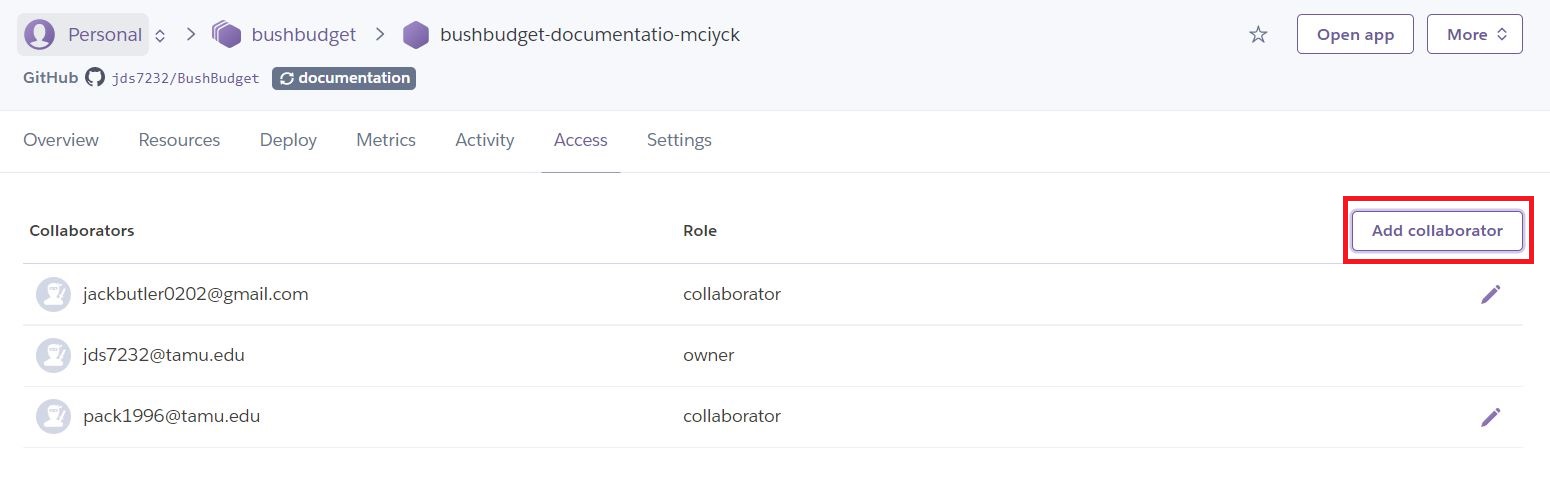 Personal > bushbudget > bushbudget-documentatio-mciyck Open app More
GitHub jds7232/BushBudget documentation
Overview Resources Deploy Metrics Activity Access Settings
Collaborators Role Add collaborator
jackbutler0202@gmail.com collaborator
jds7232@tamu.edu owner
pack1996@tamu.edu collaborator